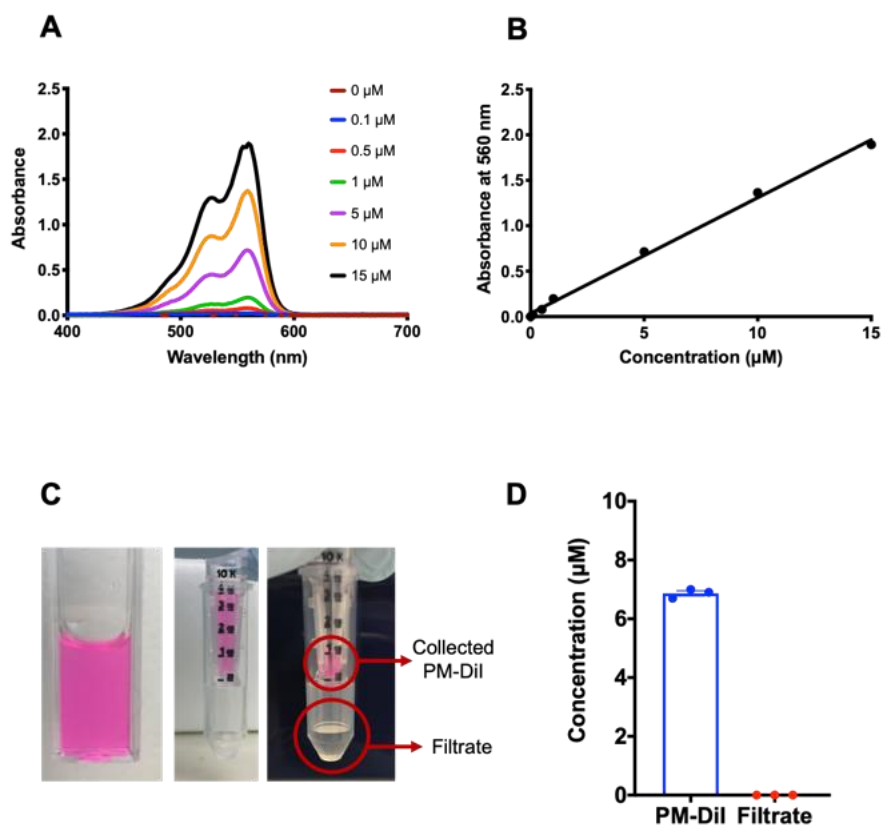 A
Absorbance
2.5
2.0
1.5
1.0
0.5
0.0
400
500
600
700
Wavelength (nm)
0 µM
0.1 µM
0.5 µM
1 µM
5 µM
10 µM
15 µM
B
Absorbance at 560 nm
2.5
2.0
1.5
1.0
0.5
0.0
0
5
10
15
Concentration (µM)
C
10 K
10 K
Collected
PM-DiI
Filtrate
D
Concentration (µM)
10
8
6
4
2
0
PM-DiI
Filtrate